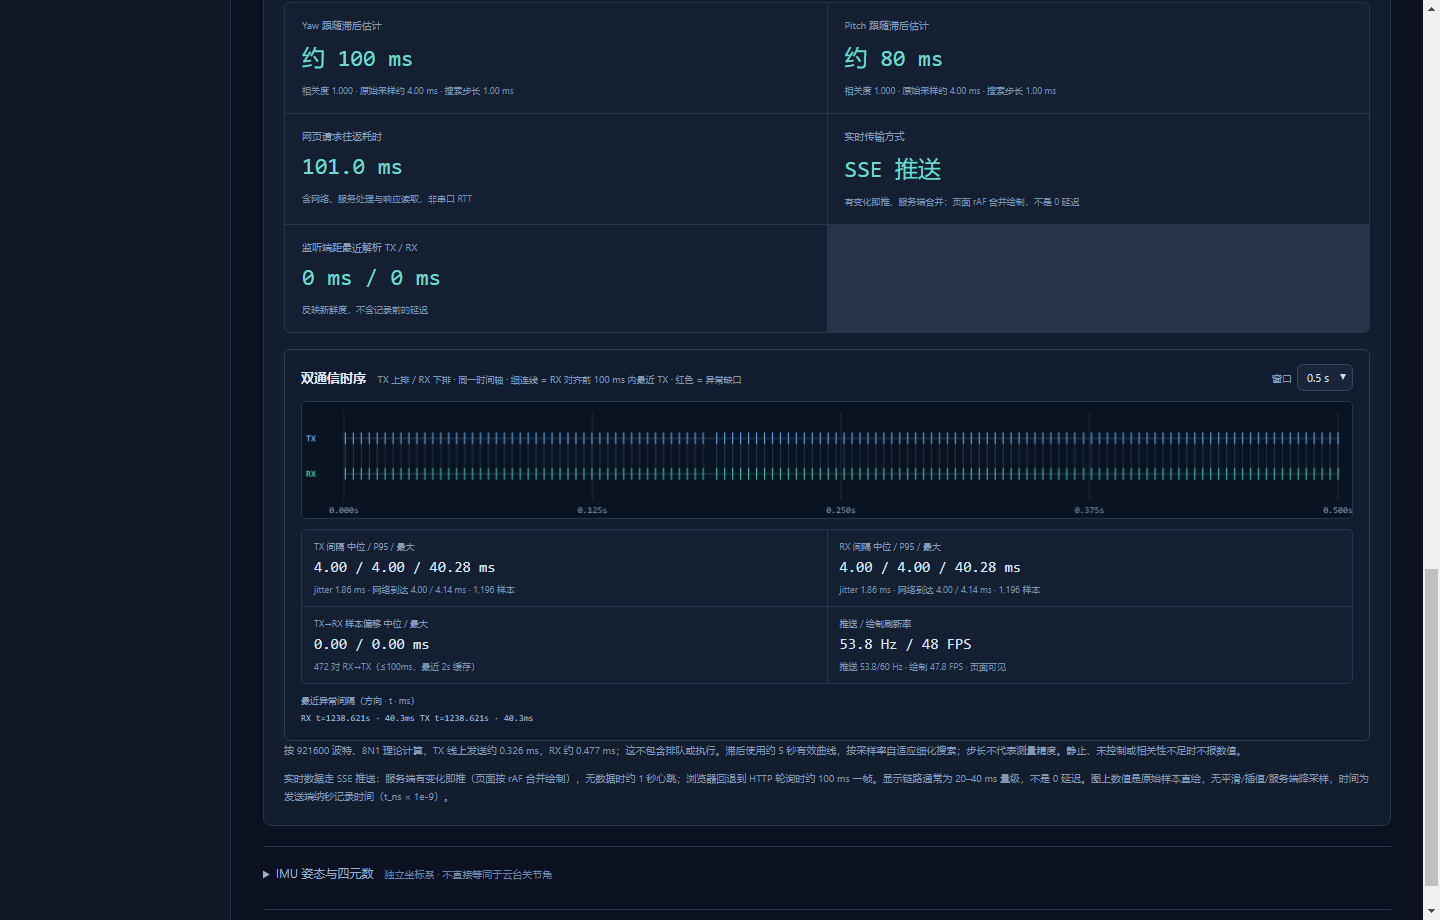 Yaw 跟随滞后估计
约 100 ms
相关度 1.000 · 原始采样约 4.00 ms · 搜索步长 1.00 ms
Pitch 跟随滞后估计
约 80 ms
相关度 1.000 · 原始采样约 4.00 ms · 搜索步长 1.00 ms
网页请求往返耗时
101.0 ms
含网络、服务处理与响应读取，非串口 RTT
实时传输方式
SSE 推送
有变化即推、服务端合并；页面 rAF 合并绘制，不是 0 延迟
监听端距最近解析 TX / RX
0 ms / 0 ms
反映新鲜度，不含记录前的延迟
双通信时序 TX 上排 / RX 下排 · 同一时间轴 · 细连线 = RX 对齐前 100 ms 内最近 TX · 红色 = 异常缺口
窗口 0.5 s
TX
RX
0.000s 0.125s 0.250s 0.375s 0.500s
TX 间隔 中位 / P95 / 最大
4.00 / 4.00 / 40.28 ms
jitter 1.86 ms · 网络到达 4.00 / 4.14 ms · 1,196 样本
RX 间隔 中位 / P95 / 最大
4.00 / 4.00 / 40.28 ms
jitter 1.86 ms · 网络到达 4.00 / 4.14 ms · 1,196 样本
TX→RX 样本偏移 中位 / 最大
0.00 / 0.00 ms
472 对 RX→TX（≤100ms，最近 2s 缓存）
推送 / 绘制刷新率
53.8 Hz / 48 FPS
推送 53.8/60 Hz · 绘制 47.8 FPS · 页面可见
最近异常间隔（方向 · t · ms）
RX t=1238.621s · 40.3ms TX t=1238.621s · 40.3ms
按 921600 波特、8N1 理论计算，TX 线上发送约 0.326 ms，RX 约 0.477 ms；这不包含排队或执行。滞后使用约 5 秒有效曲线，按采样率自适应细化搜索；步长不代表测量精度。静止、未控制或相关性不足时不报数值。
实时数据走 SSE 推送：服务端有变化即推（页面按 rAF 合并绘制），无数据时约 1 秒心跳；浏览器回退到 HTTP 轮询时约 100 ms 一帧。显示链路通常为 20–40 ms 量级，不是 0 延迟。图上数值是原始样本直绘，无平滑/插值/服务端降采样，时间为
发送端纳秒记录时间（t_ns × 1e-9）。
▶ IMU 姿态与四元数 独立坐标系 · 不直接等同于云台关节角